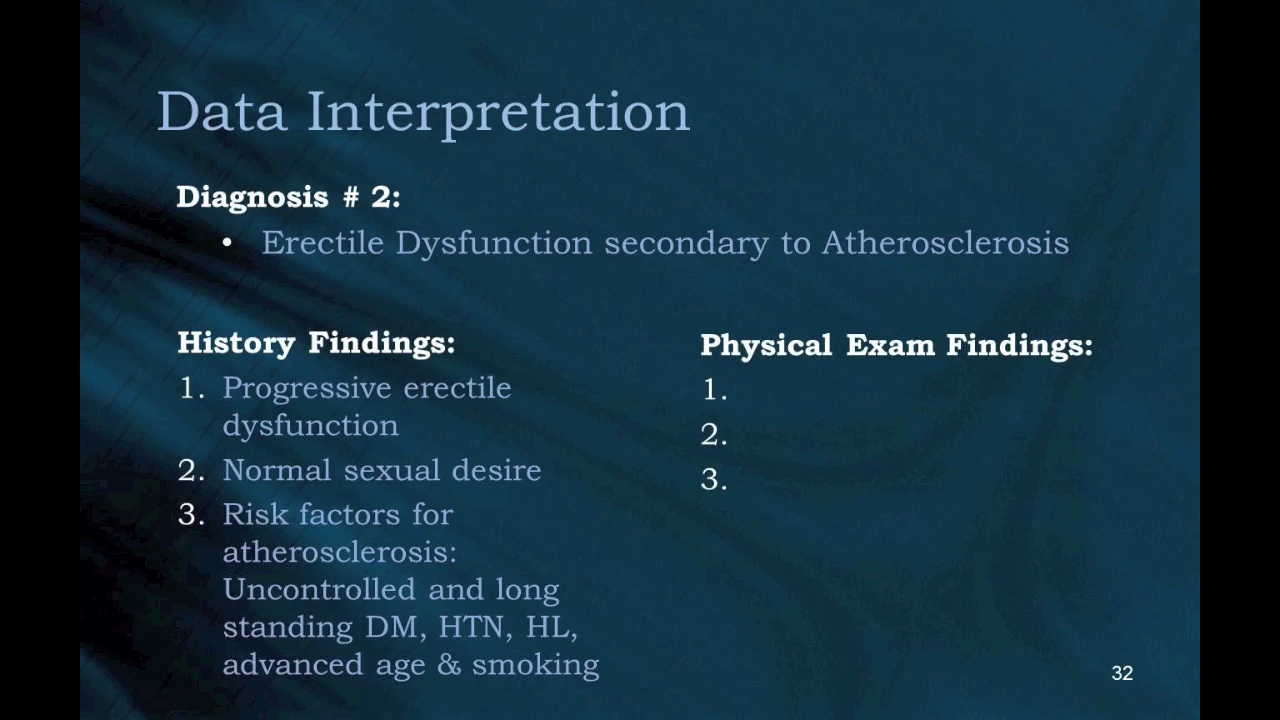 Data Interpretation
Diagnosis # 2:
• Erectile Dysfunction secondary to Atherosclerosis
History Findings:
1. Progressive erectile
dysfunction
2. Normal sexual desire
3. Risk factors for
atherosclerosis:
Uncontrolled and long
standing DM, HTN, HL,
advanced age & smoking
Physical Exam Findings:
1.
2.
3.
32